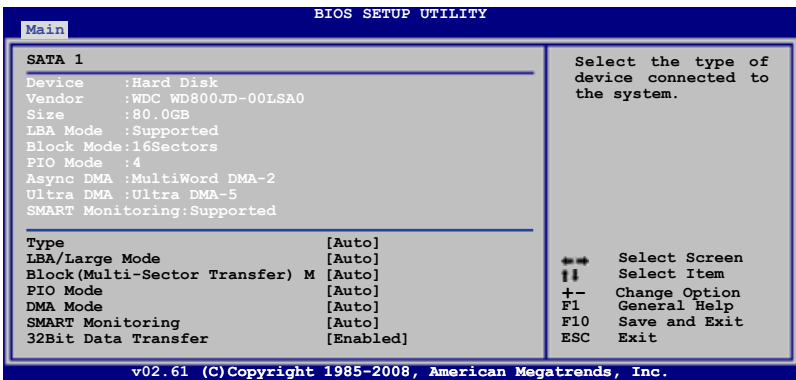 BIOS SETUP UTILITY
Main
SATA 1
Device :Hard Disk
Vendor :WDC WD800JD-00LSA0
Size :80.0GB
LBA Mode :Supported
Block Mode:16Sectors
PIO Mode :4
Async DMA :MultiWord DMA-2
Ultra DMA :Ultra DMA-5
SMART Monitoring:Supported
Type [Auto]
LBA/Large Mode [Auto]
Block(Multi-Sector Transfer) M [Auto]
PIO Mode [Auto]
DMA Mode [Auto]
SMART Monitoring [Auto]
32Bit Data Transfer [Enabled]
Select the type of
device connected to
the system.
←→ Select Screen
↑↓ Select Item
+- Change Option
F1 General Help
F10 Save and Exit
ESC Exit
v02.61 (C)Copyright 1985-2008, American Megatrends, Inc.